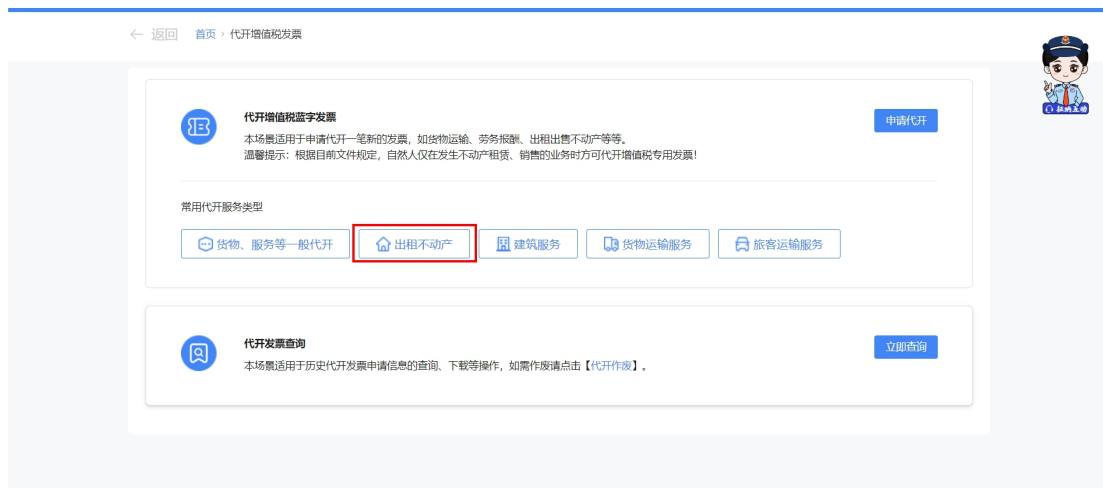 ← 返回 首页 › 代开增值税发票
代开增值税蓝字发票
申请代开
本场景适用于申请代开一笔新的发票，如货物运输、劳务报酬、出租出售不动产等等。
温馨提示：根据目前文件规定，自然人仅在发生不动产租赁、销售的业务时方可代开增值税专用发票！
征纳互动
常用代开服务类型
货物、服务等一般代开 出租不动产 建筑服务 货物运输服务 旅客运输服务
代开发票查询
立即查询
本场景适用于历史代开发票申请信息的查询、下载等操作，如需作废请点击【代开作废】。